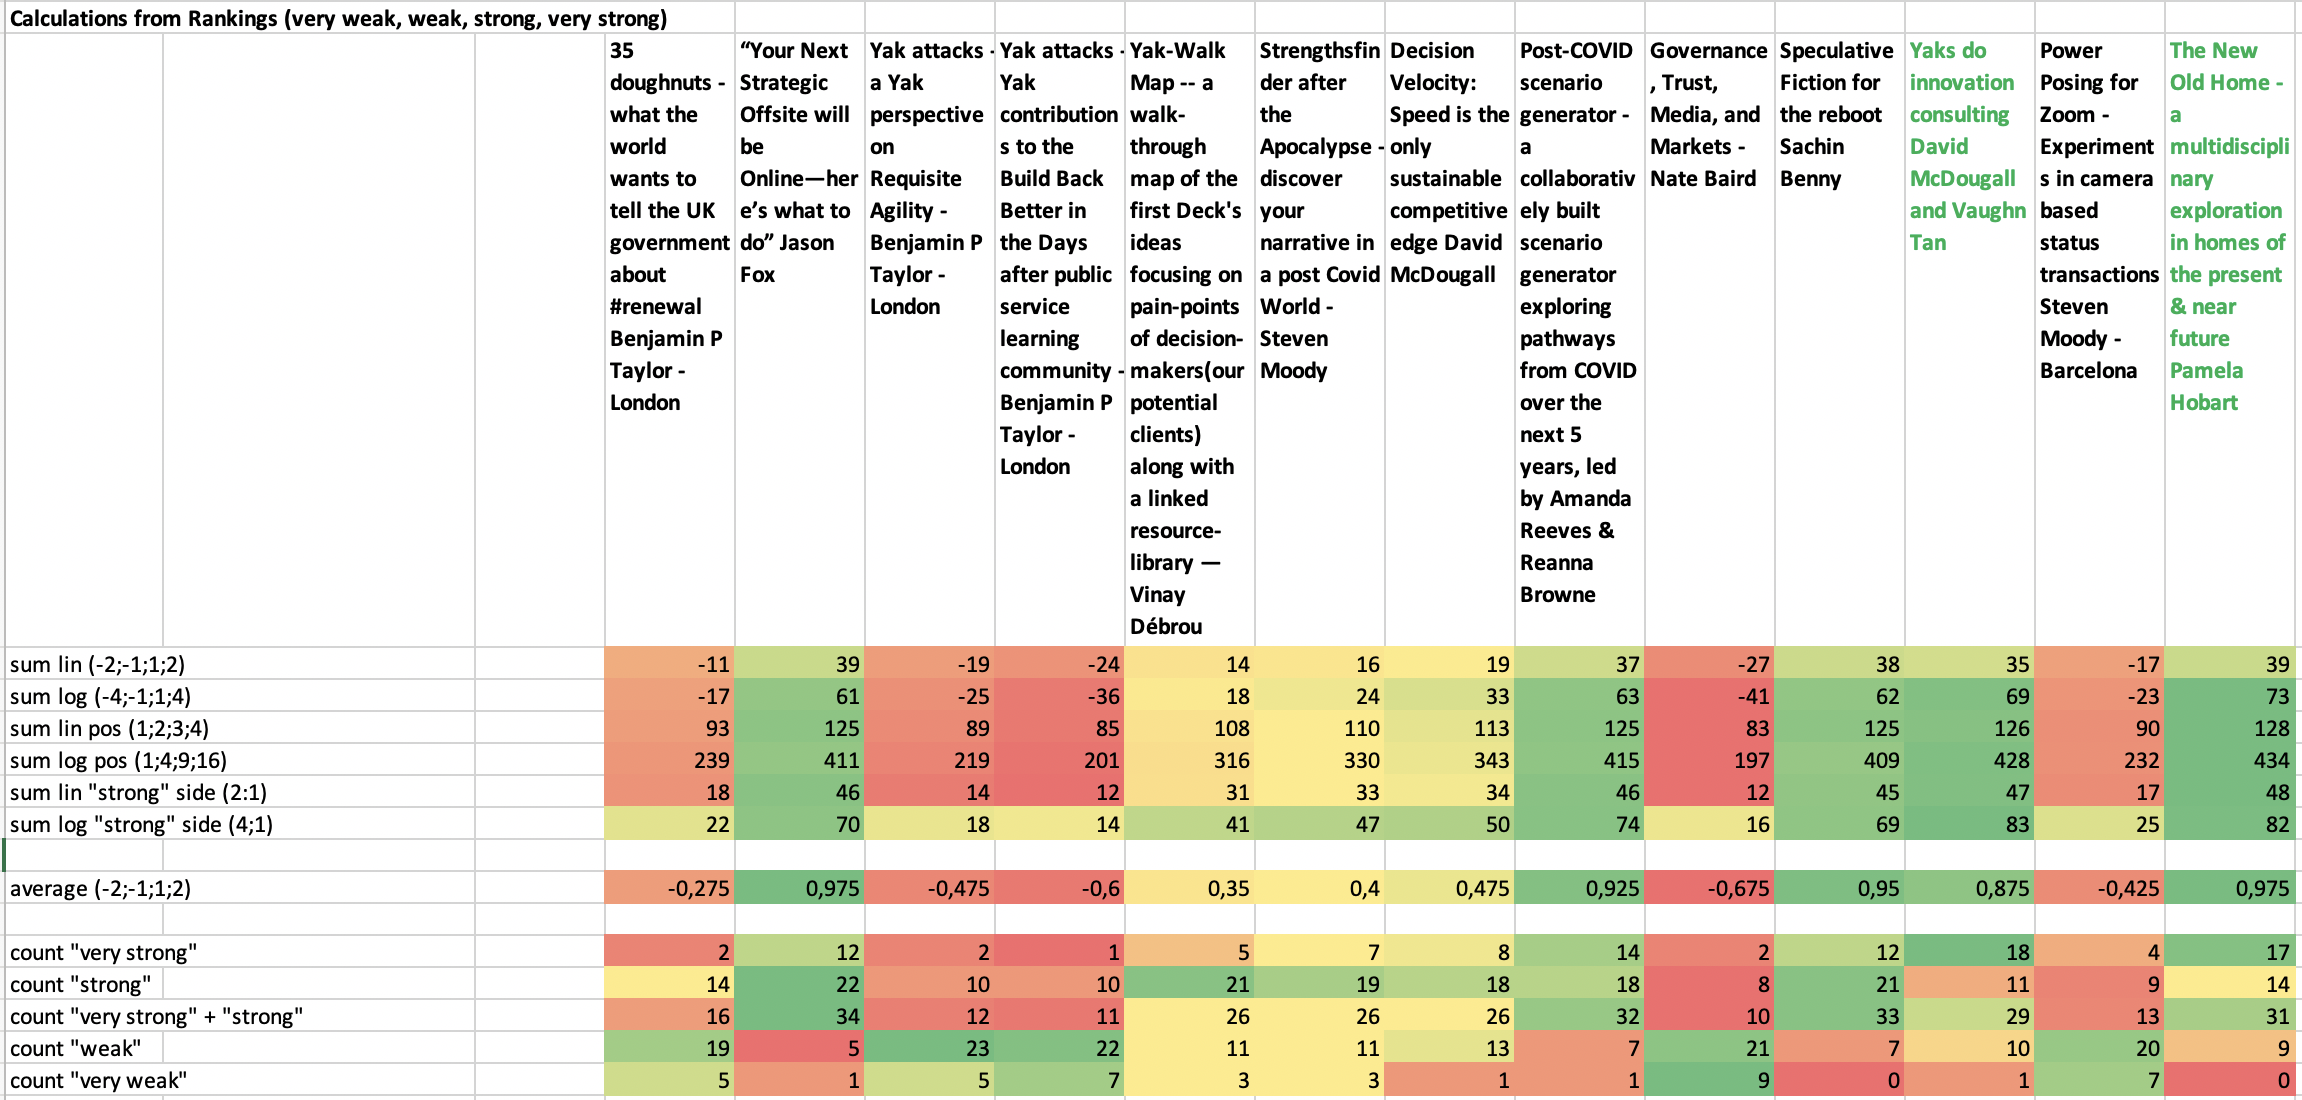 Calculations from Rankings (very weak, weak, strong, very strong)
35
doughnuts -
what the
world
wants to
tell the UK
government
about
#renewal
Benjamin P
Taylor -
London
“Your Next
Strategic
Offsite will
be
Online—her
e’s what to
do” Jason
Fox
Yak attacks -
a Yak
perspective
on
Requisite
Agility -
Benjamin P
Taylor -
London
Yak attacks -
Yak
contribution
s to the
Build Back
Better in
the Days
after public
service
learning
community -
Benjamin P
Taylor -
London
Yak-Walk
Map -- a
walk-
through
map of the
first Deck's
ideas
focusing on
pain-points
of decision-
makers(our
potential
clients)
along with
a linked
resource-
library —
Vinay
Débrou
Strengthsfin
der after
the
Apocalypse -
discover
your
narrative in
a post Covid
World -
Steven
Moody
Decision
Velocity:
Speed is the
only
sustainable
competitive
edge David
McDougall
Post-COVID
scenario
generator -
a
collaborativ
ely built
scenario
generator
exploring
pathways
from COVID
over the
next 5
years, led
by Amanda
Reeves &
Reanna
Browne
Governance
, Trust,
Media, and
Markets -
Nate Baird
Speculative
Fiction for
the reboot
Sachin
Benny
Yaks do
innovation
consulting
David
McDougall
and Vaughn
Tan
Power
Posing for
Zoom -
Experiment
s in camera
based
status
transactions
Steven
Moody -
Barcelona
The New
Old Home -
a
multidiscipli
nary
exploration
in homes of
the present
& near
future
Pamela
Hobart
sum lin (-2;-1;1;2) -11 39 -19 -24 14 16 19 37 -27 38 35 -17 39
sum log (-4;-1;1;4) -17 61 -25 -36 18 24 33 63 -41 62 69 -23 73
sum lin pos (1;2;3;4) 93 125 89 85 108 110 113 125 83 125 126 90 128
sum log pos (1;4;9;16) 239 411 219 201 316 330 343 415 197 409 428 232 434
sum lin "strong" side (2:1) 18 46 14 12 31 33 34 46 12 45 47 17 48
sum log "strong" side (4;1) 22 70 18 14 41 47 50 74 16 69 83 25 82
average (-2;-1;1;2) -0,275 0,975 -0,475 -0,6 0,35 0,4 0,475 0,925 -0,675 0,95 0,875 -0,425 0,975
count "very strong" 2 12 2 1 5 7 8 14 2 12 18 4 17
count "strong" 14 22 10 10 21 19 18 18 8 21 11 9 14
count "very strong" + "strong" 16 34 12 11 26 26 26 32 10 33 29 13 31
count "weak" 19 5 23 22 11 11 13 7 21 7 10 20 9
count "very weak" 5 1 5 7 3 3 1 1 9 0 1 7 0